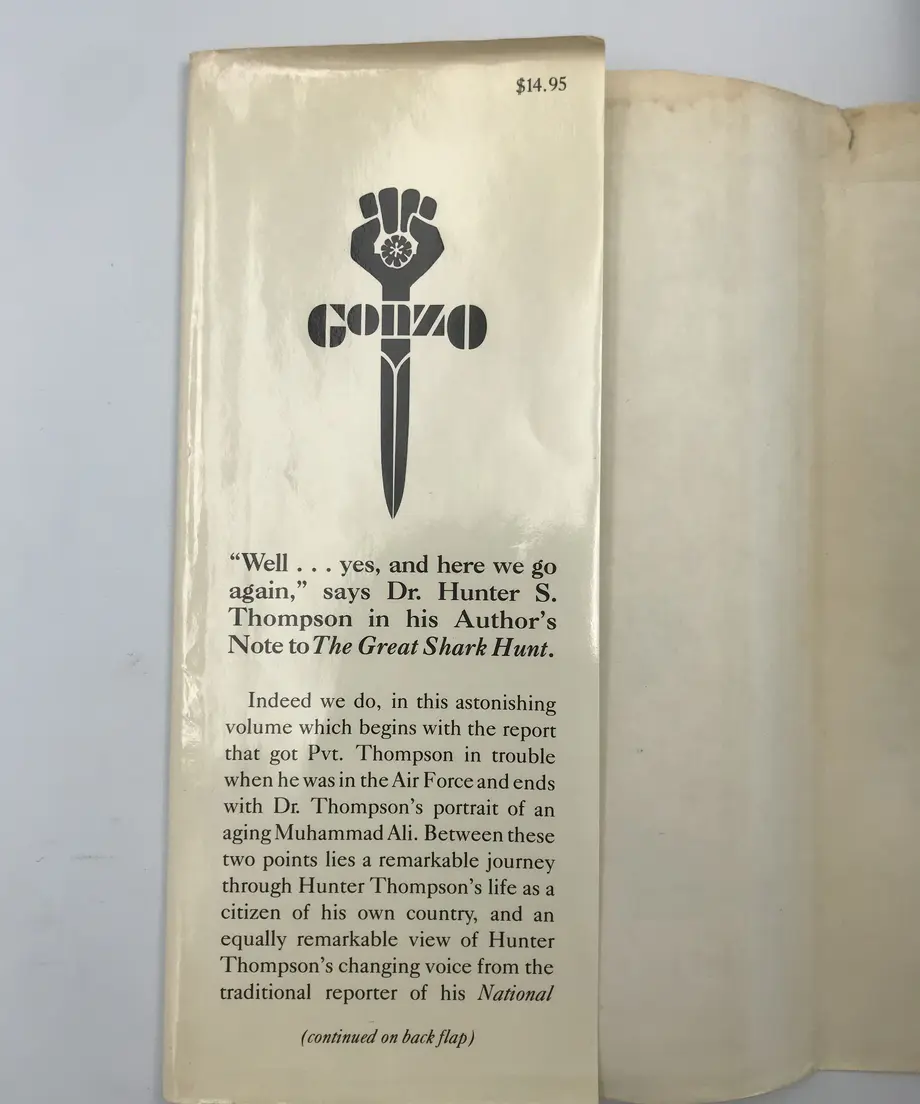 $14.95
GonzO
“Well . . . yes, and here we go
again,” says Dr. Hunter S.
Thompson in his Author’s
Note to The Great Shark Hunt.
Indeed we do, in this astonishing
volume which begins with the report
that got Pvt. Thompson in trouble
when he was in the Air Force and ends
with Dr. Thompson’s portrait of an
aging Muhammad Ali. Between these
two points lies a remarkable journey
through Hunter Thompson’s life as a
citizen of his own country, and an
equally remarkable view of Hunter
Thompson’s changing voice from the
traditional reporter of his National
(continued on back flap)